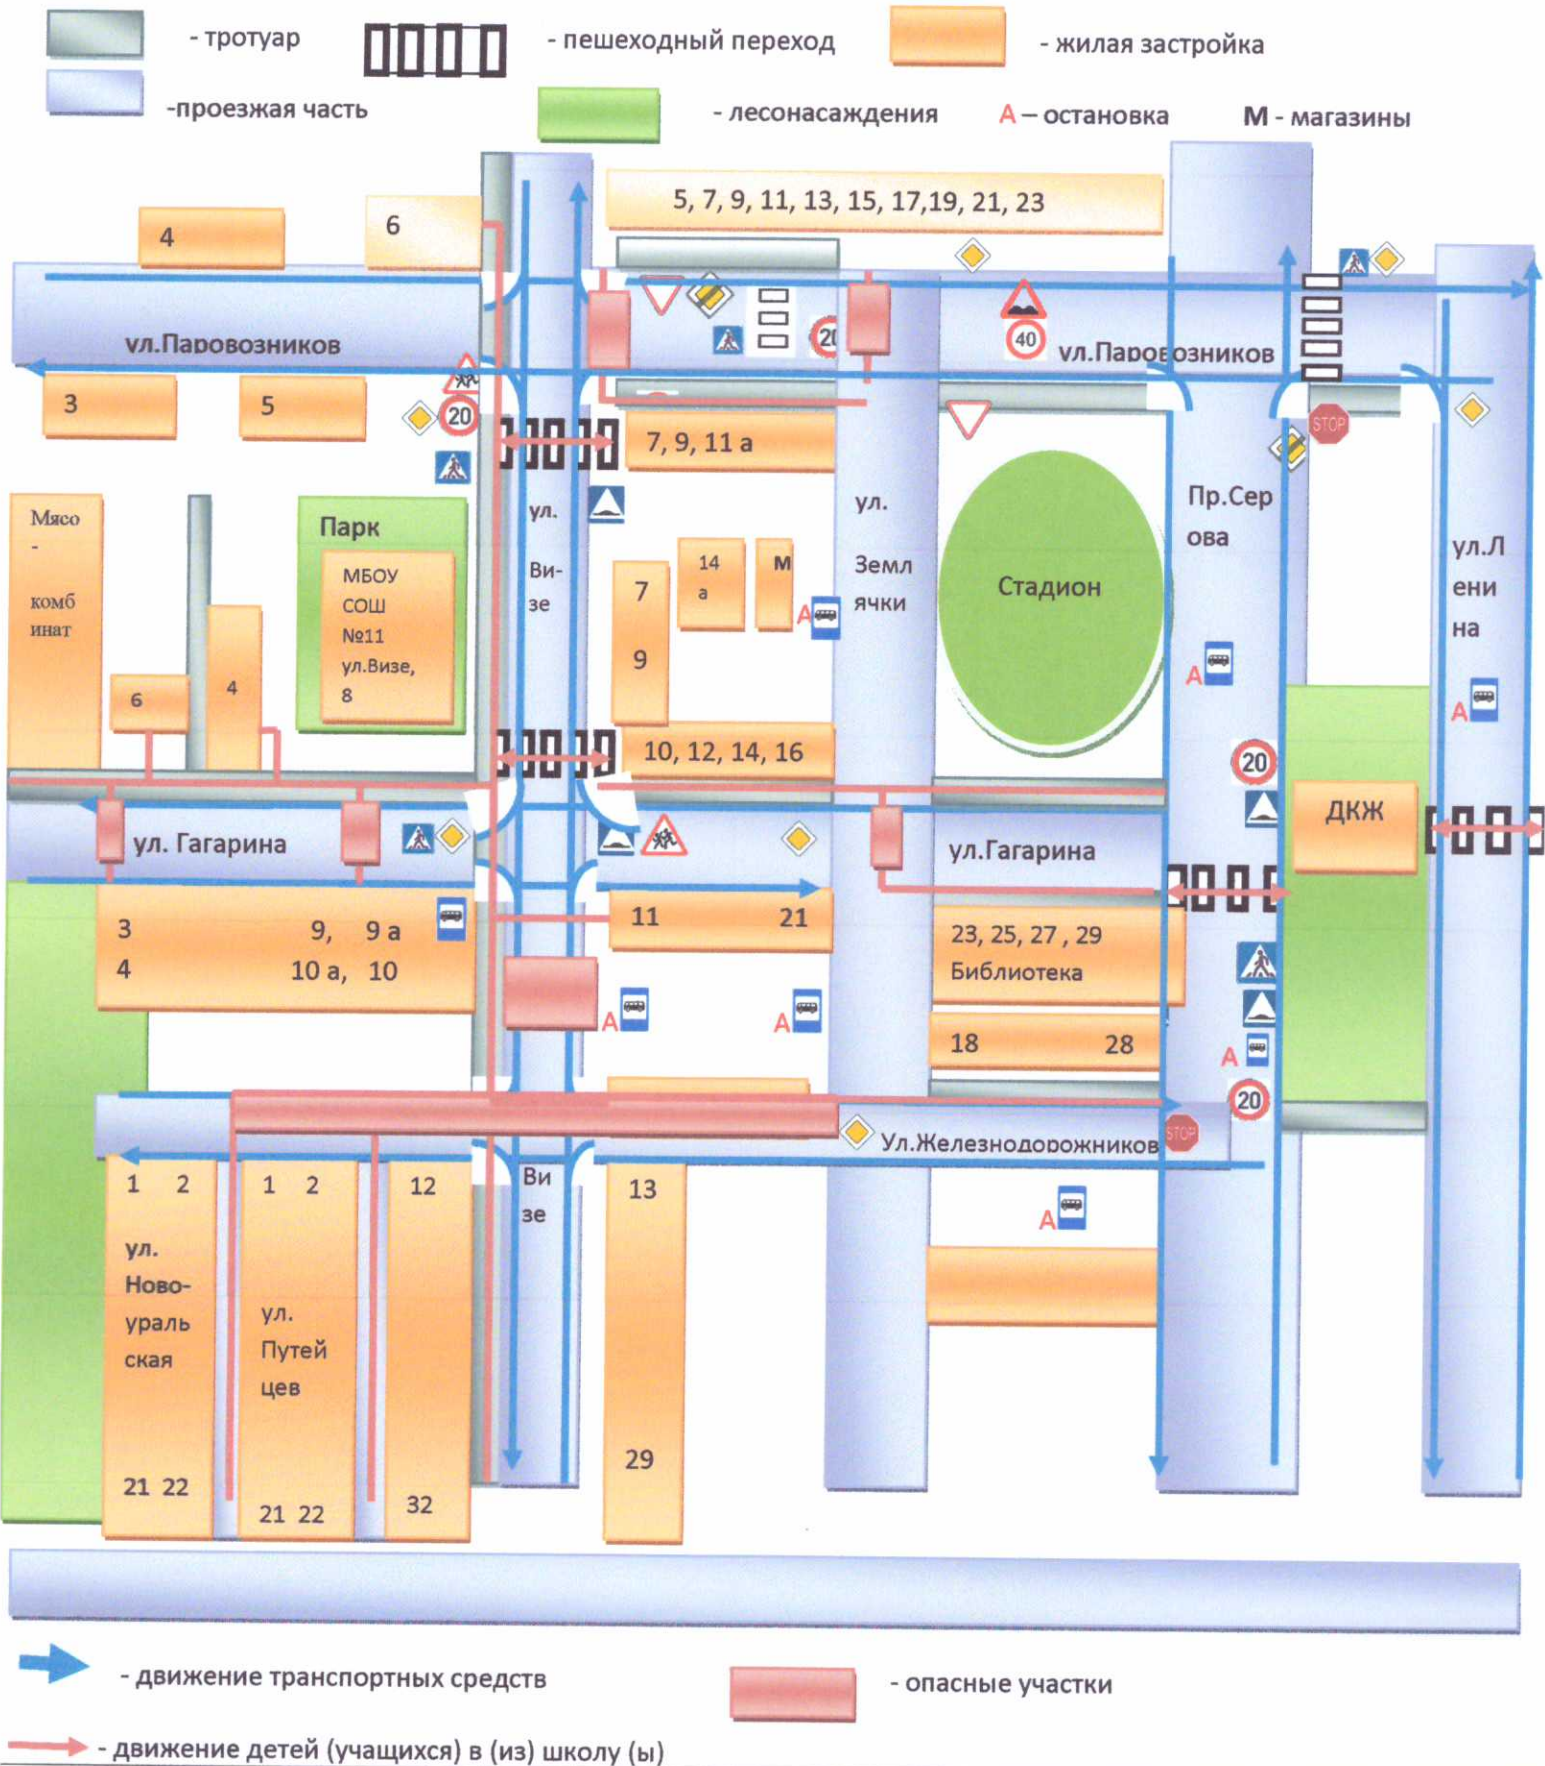 - тротуар
- пешеходный переход
- жилая застройка
-проезжая часть
- лесонасаждения
А – остановка
М - магазины
5, 7, 9, 11, 13, 15, 17,19, 21, 23
4
6
ул.Паровозников
20
40
ул.Паровозников
3
5
20
7, 9, 11 а
STOP
Мясо
-
комб
инат
Парк
МБОУ
СОШ
№11
ул.Визе,
8
ул.
Ви-
зе
14
а
М
7
9
А
ул.
Земл
ячки
Стадион
Пр.Сер
ова
А
ул.Л
ени
на
А
6
4
10, 12, 14, 16
20
ДКЖ
ул. Гагарина
ул.Гагарина
3 9, 9 а
4 10 а, 10
11 21
23, 25, 27 , 29
Библиотека
А
А
18 28
А
20
Ул.Железнодорожников
STOP
1 2
ул.
Ново-
ураль
ская
21 22
1 2
ул.
Путей
цев
21 22
12
32
Ви
зе
13
29
А
- движение транспортных средств
- опасные участки
- движение детей (учащихся) в (из) школу (ы)